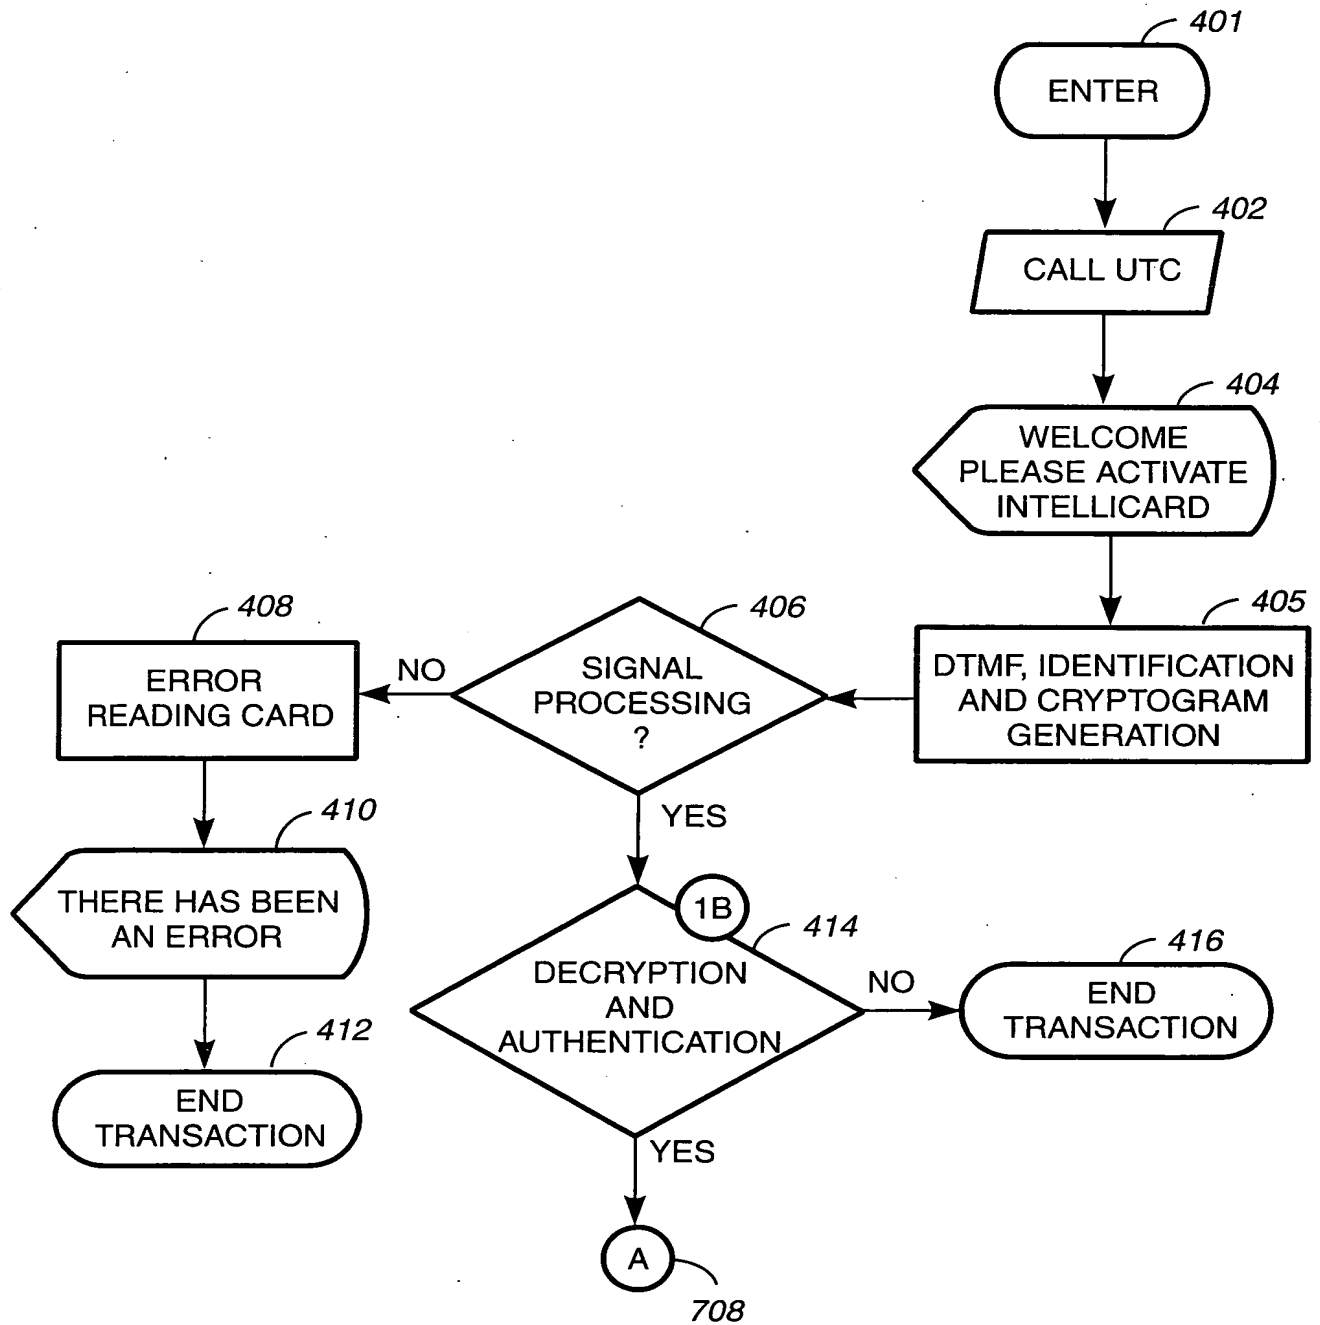 401
ENTER
402
CALL UTC
404
WELCOME
PLEASE ACTIVATE
INTELLICARD
405
DTMF, IDENTIFICATION
AND CRYPTOGRAM
GENERATION
406
SIGNAL
PROCESSING
?
NO
YES
408
ERROR
READING CARD
410
THERE HAS BEEN
AN ERROR
412
END
TRANSACTION
1B
414
DECRYPTION
AND
AUTHENTICATION
NO
416
END
TRANSACTION
YES
A
708